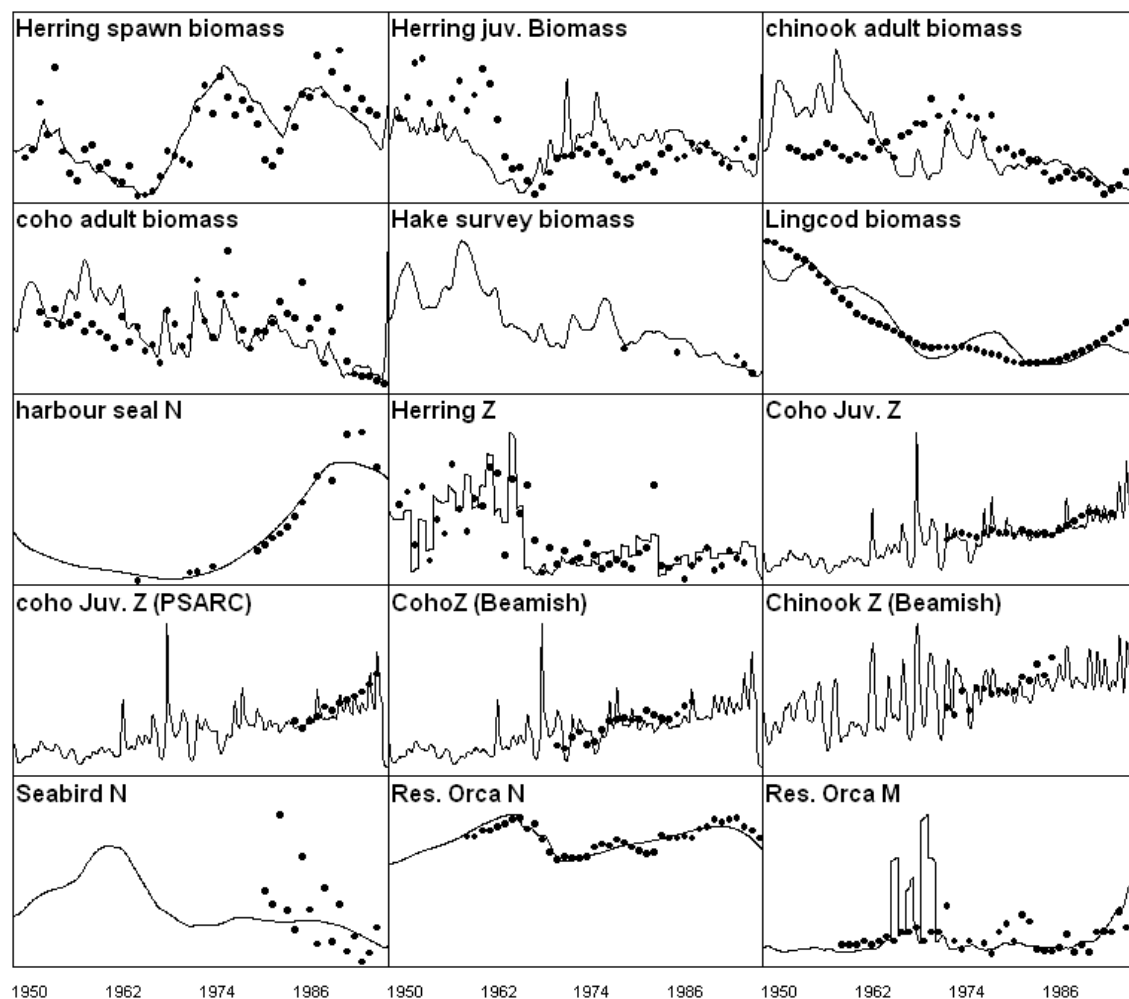 Herring spawn biomass
Herring juv. Biomass
chinook adult biomass
coho adult biomass
Hake survey biomass
Lingcod biomass
harbour seal N
Herring Z
Coho Juv. Z
coho Juv. Z (PSARC)
CohoZ (Beamish)
Chinook Z (Beamish)
Seabird N
Res. Orca N
Res. Orca M
1950 1962 1974 1986 1950 1962 1974 1986 1950 1962 1974 1986